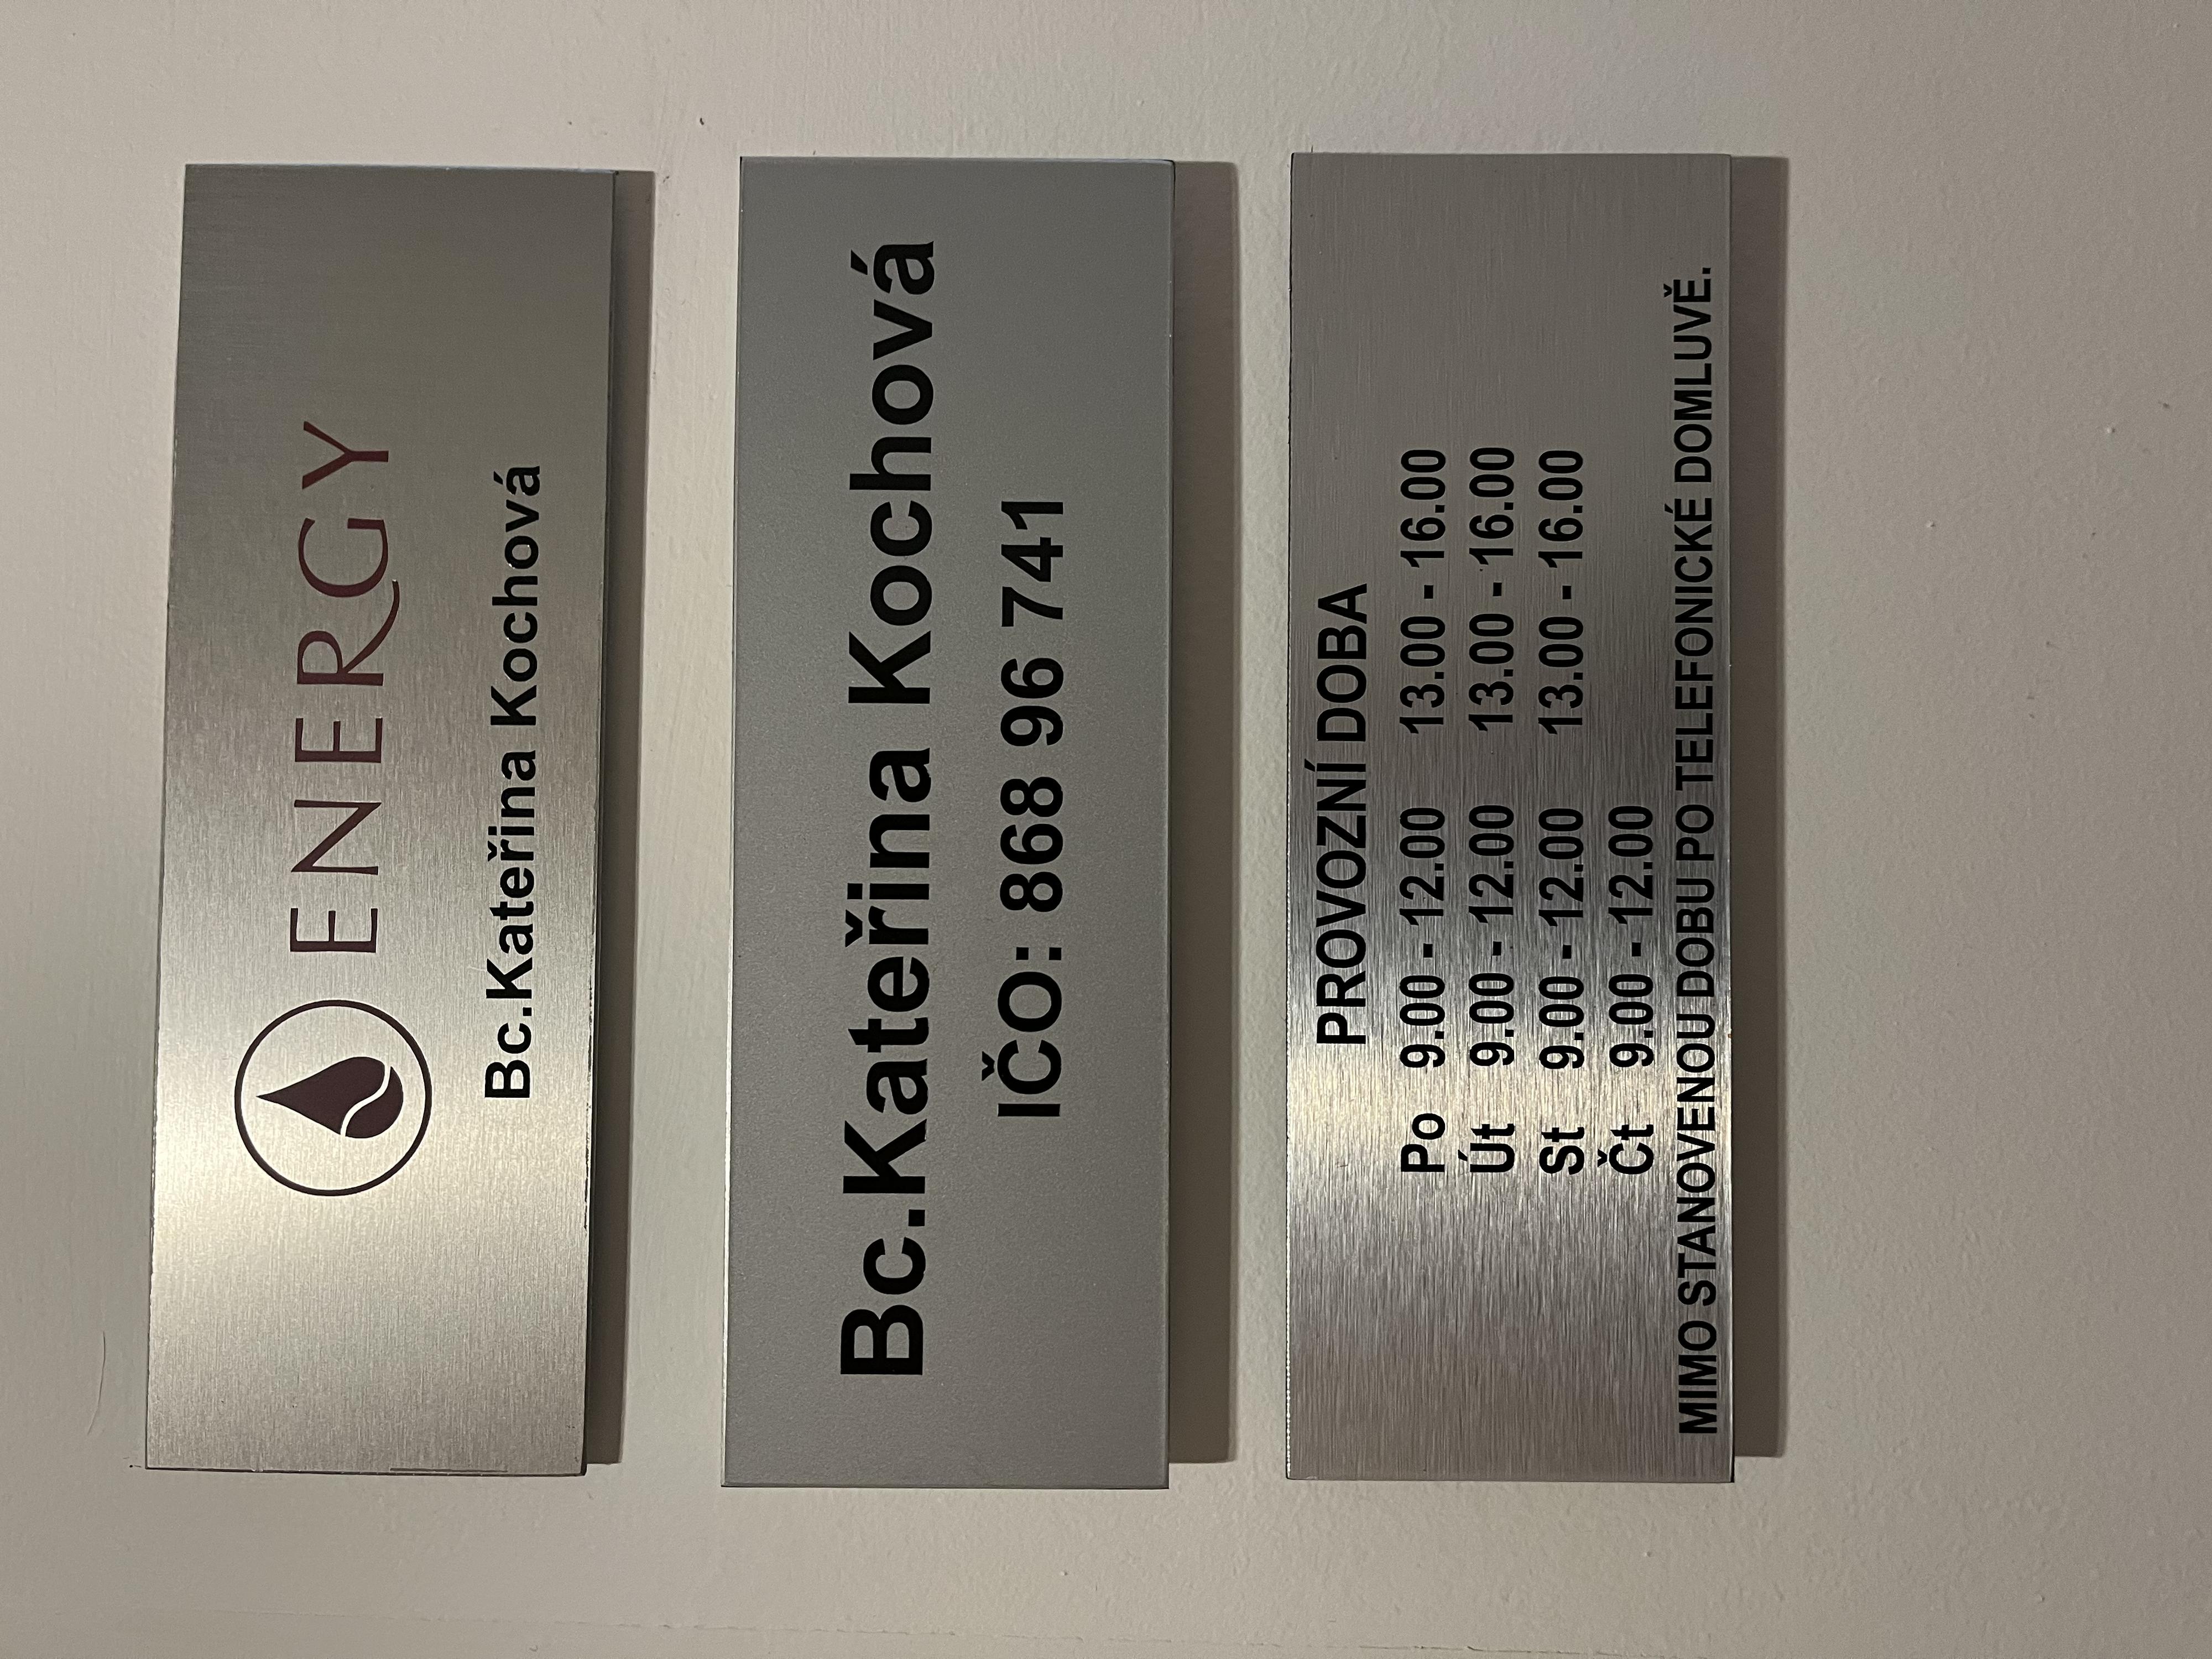 ENERGY
Bc.Kateřina Kochová
Bc.Kateřina Kochová
IČO: 868 96 741
PROVOZNÍ DOBA
Po 9.00 - 12.00 13.00 - 16.00
Út 9.00 - 12.00 13.00 - 16.00
St 9.00 - 12.00 13.00 - 16.00
Čt 9.00 - 12.00
MIMO STANOVENOU DOBU PO TELEFONICKÉ DOMLUVĚ.